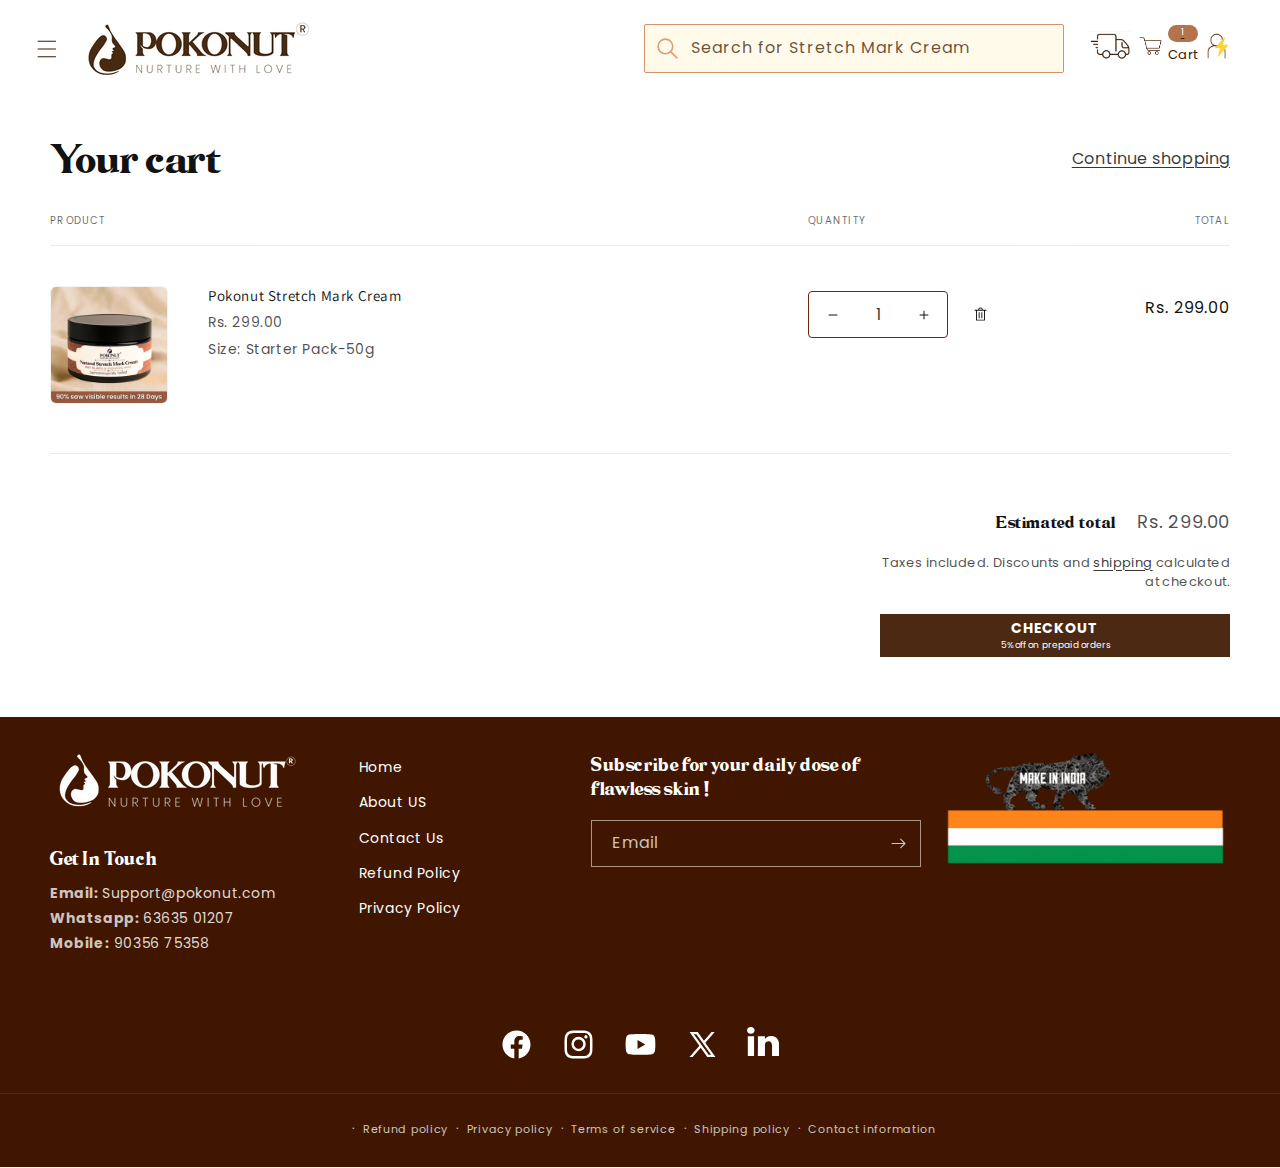 POKONUT®
NURTURE WITH LOVE
Search for Stretch Mark Cream
1
Cart
Your cart
Continue shopping
PRODUCT
QUANTITY
TOTAL
Pokonut Stretch Mark Cream
Rs. 299.00
Size: Starter Pack-50g
1
Rs. 299.00
POKONUT
Natural Stretch Mark Cream
90% saw visible results in 28 Days
Estimated total Rs. 299.00
Taxes included. Discounts and shipping calculated
at checkout.
CHECKOUT
5% off on prepaid orders
POKONUT®
NURTURE WITH LOVE
Get In Touch
Email: Support@pokonut.com
Whatsapp: 63635 01207
Mobile: 90356 75358
Home
About US
Contact Us
Refund Policy
Privacy Policy
Subscribe for your daily dose of
flawless skin !
Email
MAKE IN INDIA
· Refund policy · Privacy policy · Terms of service · Shipping policy · Contact information